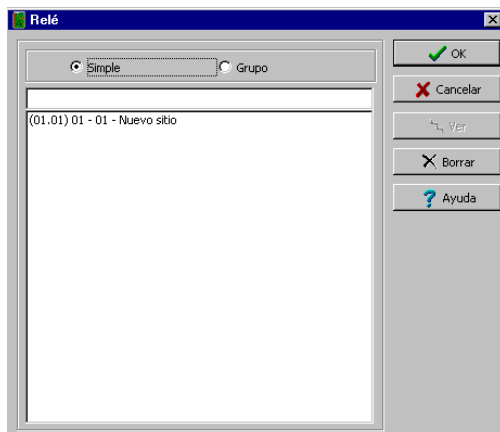 Relé
Simple
Grupo
(01.01) 01 - 01 - Nuevo sitio
OK
Cancelar
Ver
Borrar
Ayuda